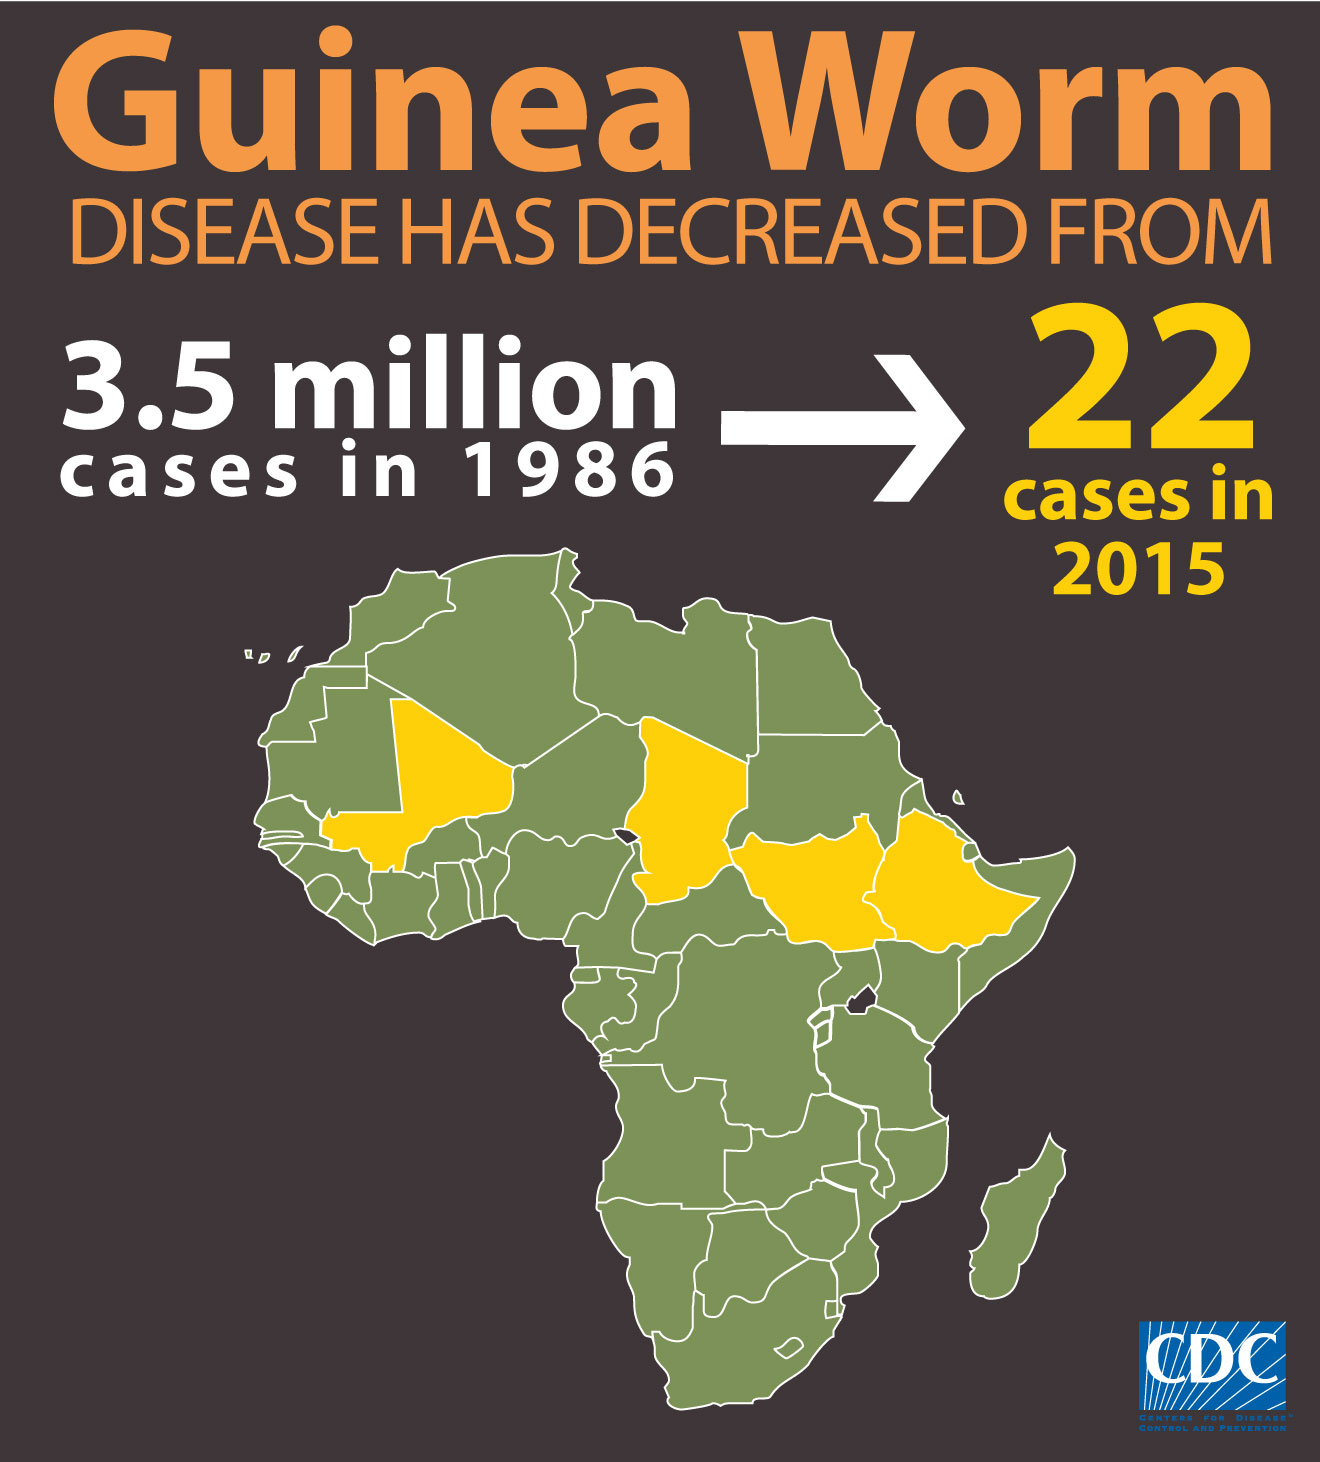 Guinea Worm
DISEASE HAS DECREASED FROM
3.5 million
cases in 1986
22
cases in
2015
CDC
CENTERS FOR DISEASE™
CONTROL AND PREVENTION